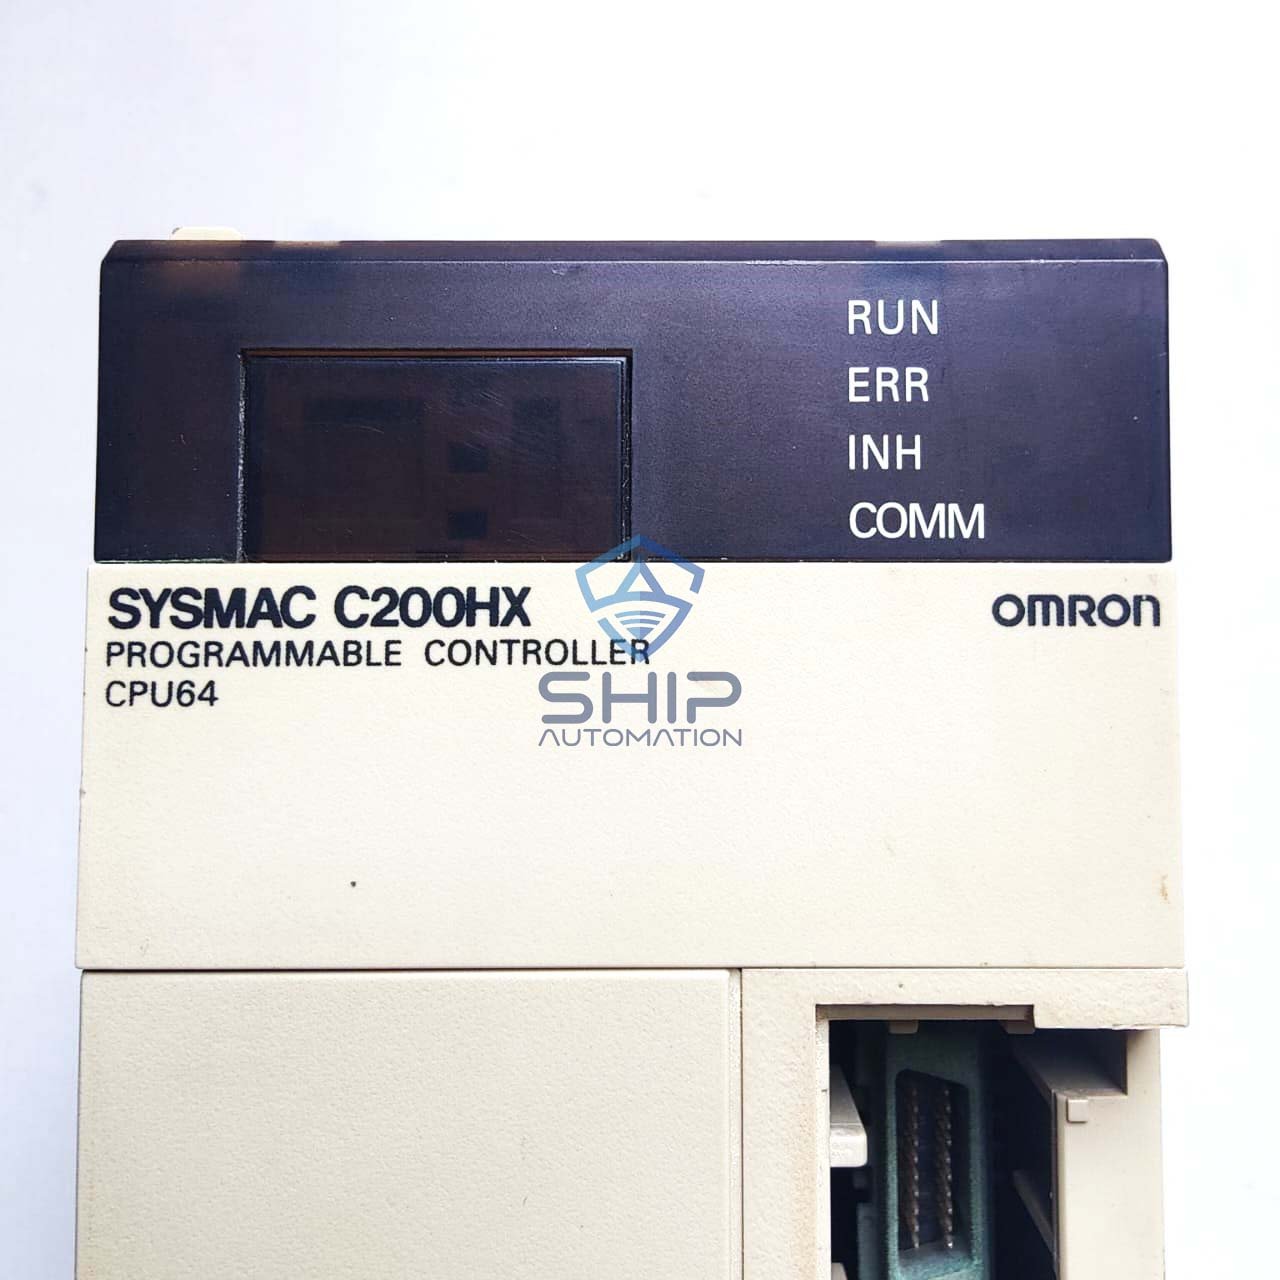 RUN
ERR
INH
COMM
SYSMAC C200HX
OMRON
PROGRAMMABLE CONTROLLER
CPU64
SHIP
AUTOMATION